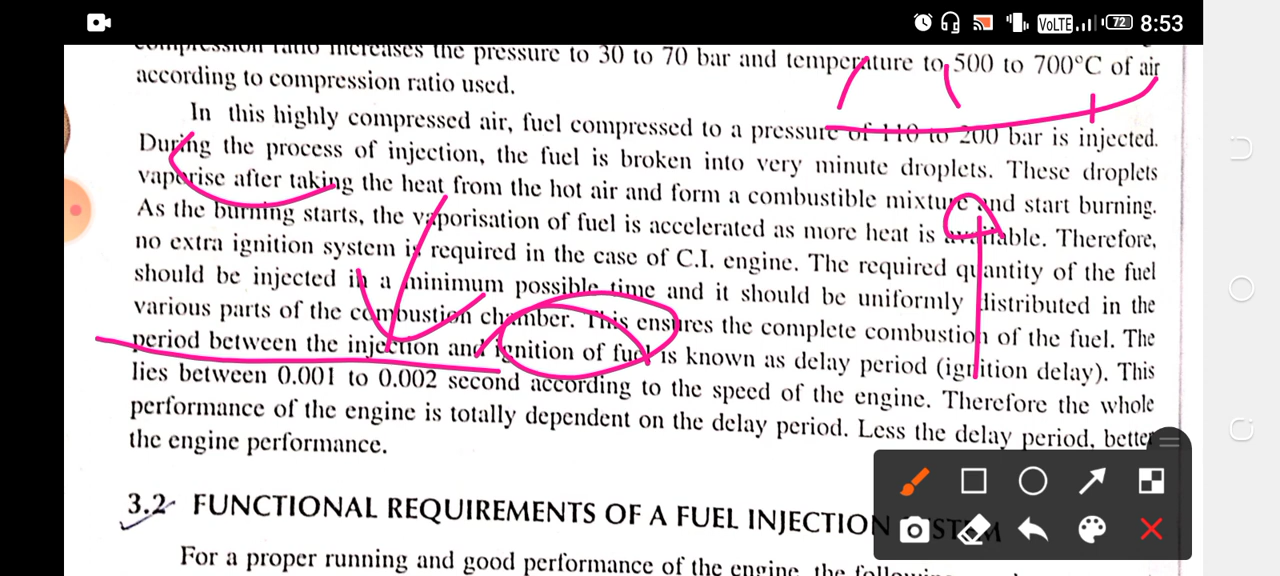 VoLTE 72 8:53
compression ratio increases the pressure to 30 to 70 bar and temperature to 500 to 700°C of air
according to compression ratio used.
In this highly compressed air, fuel compressed to a pressure of 110 to 200 bar is injected.
During the process of injection, the fuel is broken into very minute droplets. These droplets
vaporise after taking the heat from the hot air and form a combustible mixture and start burning.
As the burning starts, the vaporisation of fuel is accelerated as more heat is available. Therefore,
no extra ignition system is required in the case of C.I. engine. The required quantity of the fuel
should be injected in a minimum possible time and it should be uniformly distributed in the
various parts of the combustion chamber. This ensures the complete combustion of the fuel. The
period between the injection and ignition of fuel is known as delay period (ignition delay). This
lies between 0.001 to 0.002 second according to the speed of the engine. Therefore the whole
performance of the engine is totally dependent on the delay period. Less the delay period, better
the engine performance.
3.2 FUNCTIONAL REQUIREMENTS OF A FUEL INJECTION SYSTEM
For a proper running and good performance of the engine, the following